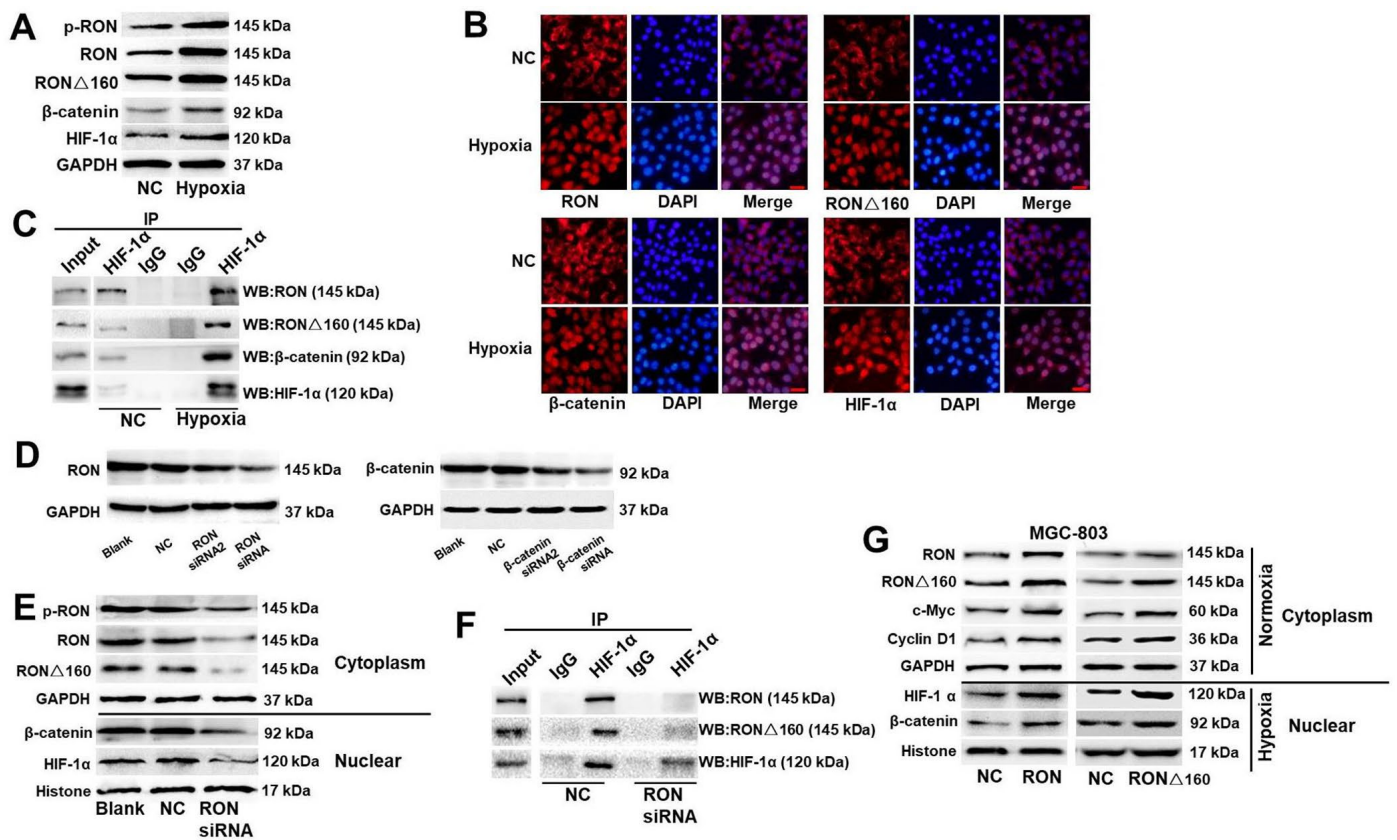 A
p-RON 145 kDa
RON 145 kDa
RON△160 145 kDa
β-catenin 92 kDa
HIF-1α 120 kDa
GAPDH 37 kDa
NC Hypoxia
B
NC
Hypoxia
RON DAPI Merge RON△160 DAPI Merge
NC
Hypoxia
β-catenin DAPI Merge HIF-1α DAPI Merge
C
IP
Input HIF-1α IgG IgG HIF-1α
WB:RON (145 kDa)
WB:RON△160 (145 kDa)
WB:β-catenin (92 kDa)
WB:HIF-1α (120 kDa)
NC Hypoxia
D
RON 145 kDa
GAPDH 37 kDa
Blank NC RON siRNA2 RON siRNA
β-catenin 92 kDa
GAPDH 37 kDa
Blank NC β-catenin siRNA2 β-catenin siRNA
E
p-RON 145 kDa
RON 145 kDa
RON△160 145 kDa
Cytoplasm
GAPDH 37 kDa
β-catenin 92 kDa
HIF-1α 120 kDa
Nuclear
Histone 17 kDa
Blank NC RON
siRNA
F
IP
Input IgG HIF-1α IgG HIF-1α
WB:RON (145 kDa)
WB:RON△160 (145 kDa)
WB:HIF-1α (120 kDa)
NC RON
siRNA
G
MGC-803
RON 145 kDa
RON△160 145 kDa
c-Myc 60 kDa
Cyclin D1 36 kDa
GAPDH 37 kDa
Normoxia
Cytoplasm
HIF-1 α 120 kDa
β-catenin 92 kDa
Histone 17 kDa
Hypoxia
Nuclear
NC RON NC RON△160